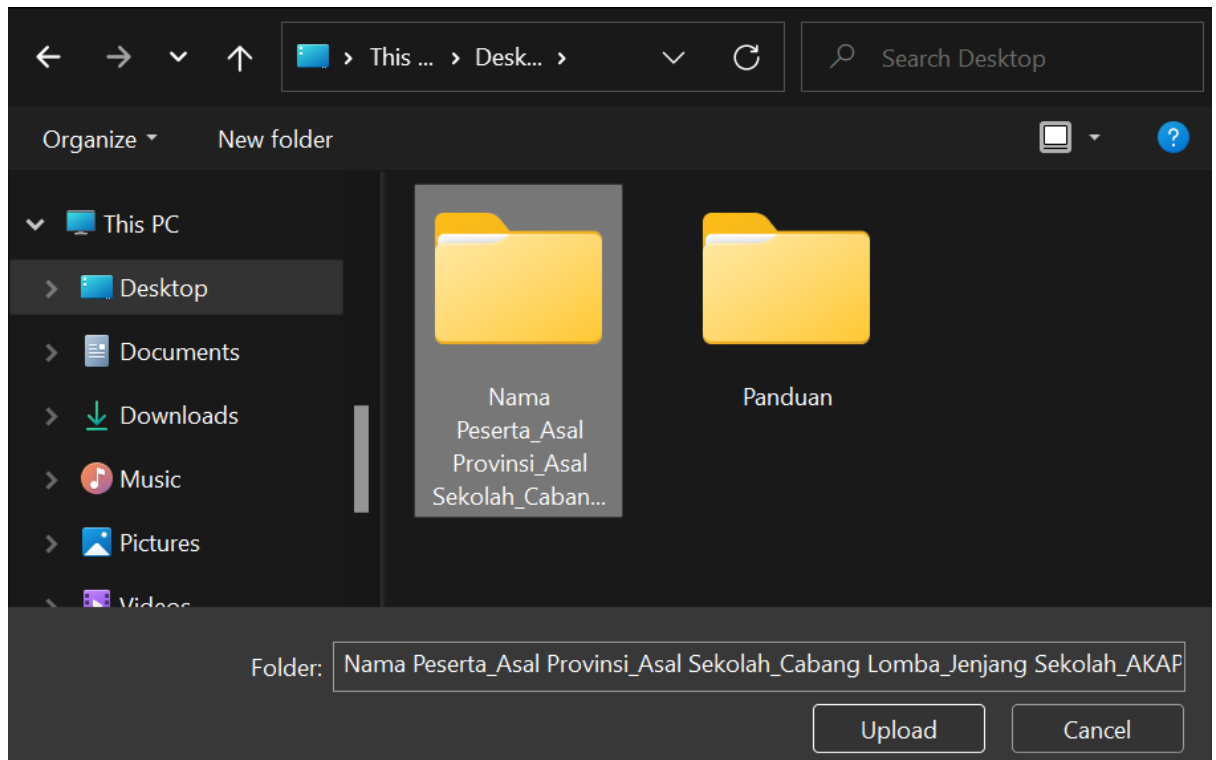 This ... > Desk... >
Search Desktop
Organize
New folder
?
This PC
Desktop
Documents
Downloads
Music
Pictures
Videos
Nama
Peserta_Asal
Provinsi_Asal
Sekolah_Caban...
Panduan
Folder: Nama Peserta_Asal Provinsi_Asal Sekolah_Cabang Lomba_Jenjang Sekolah_AKAP
Upload
Cancel